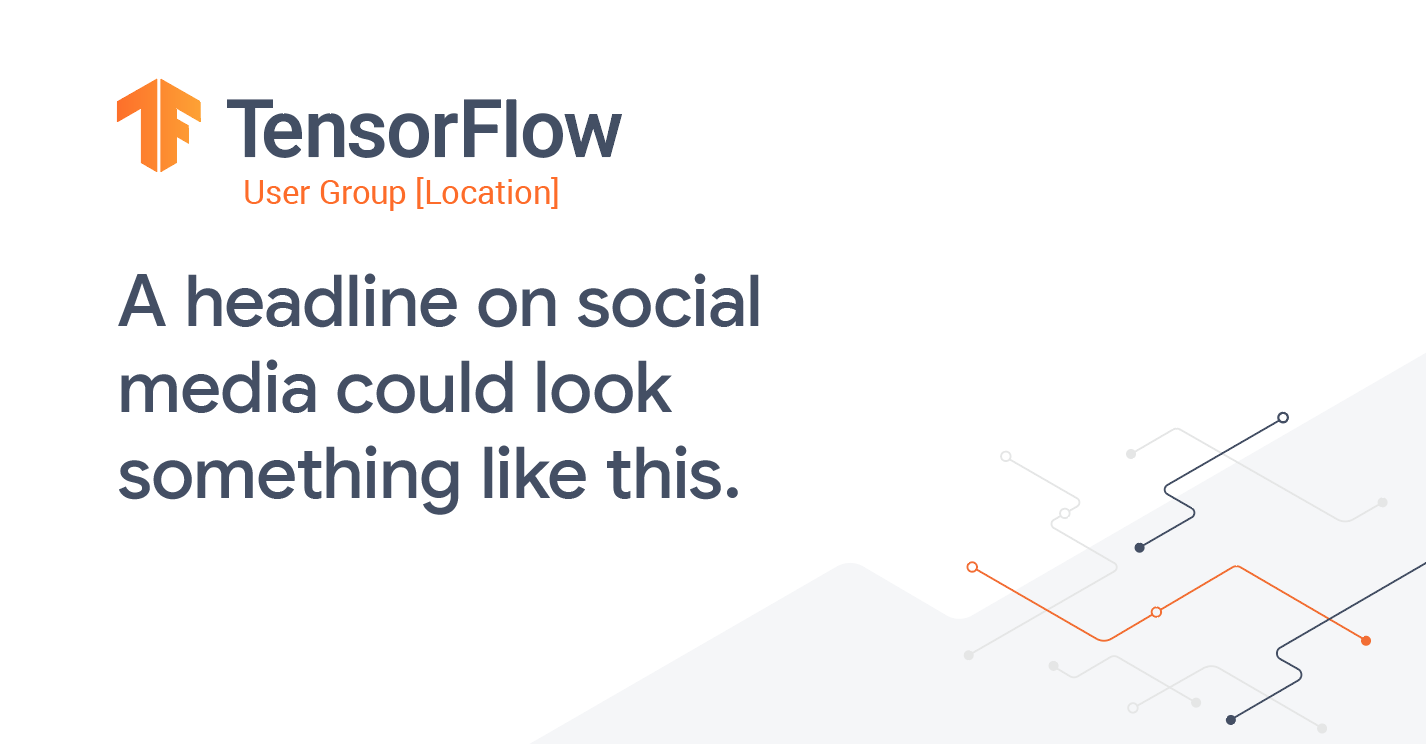 TensorFlow
User Group [Location]
A headline on social
media could look
something like this.